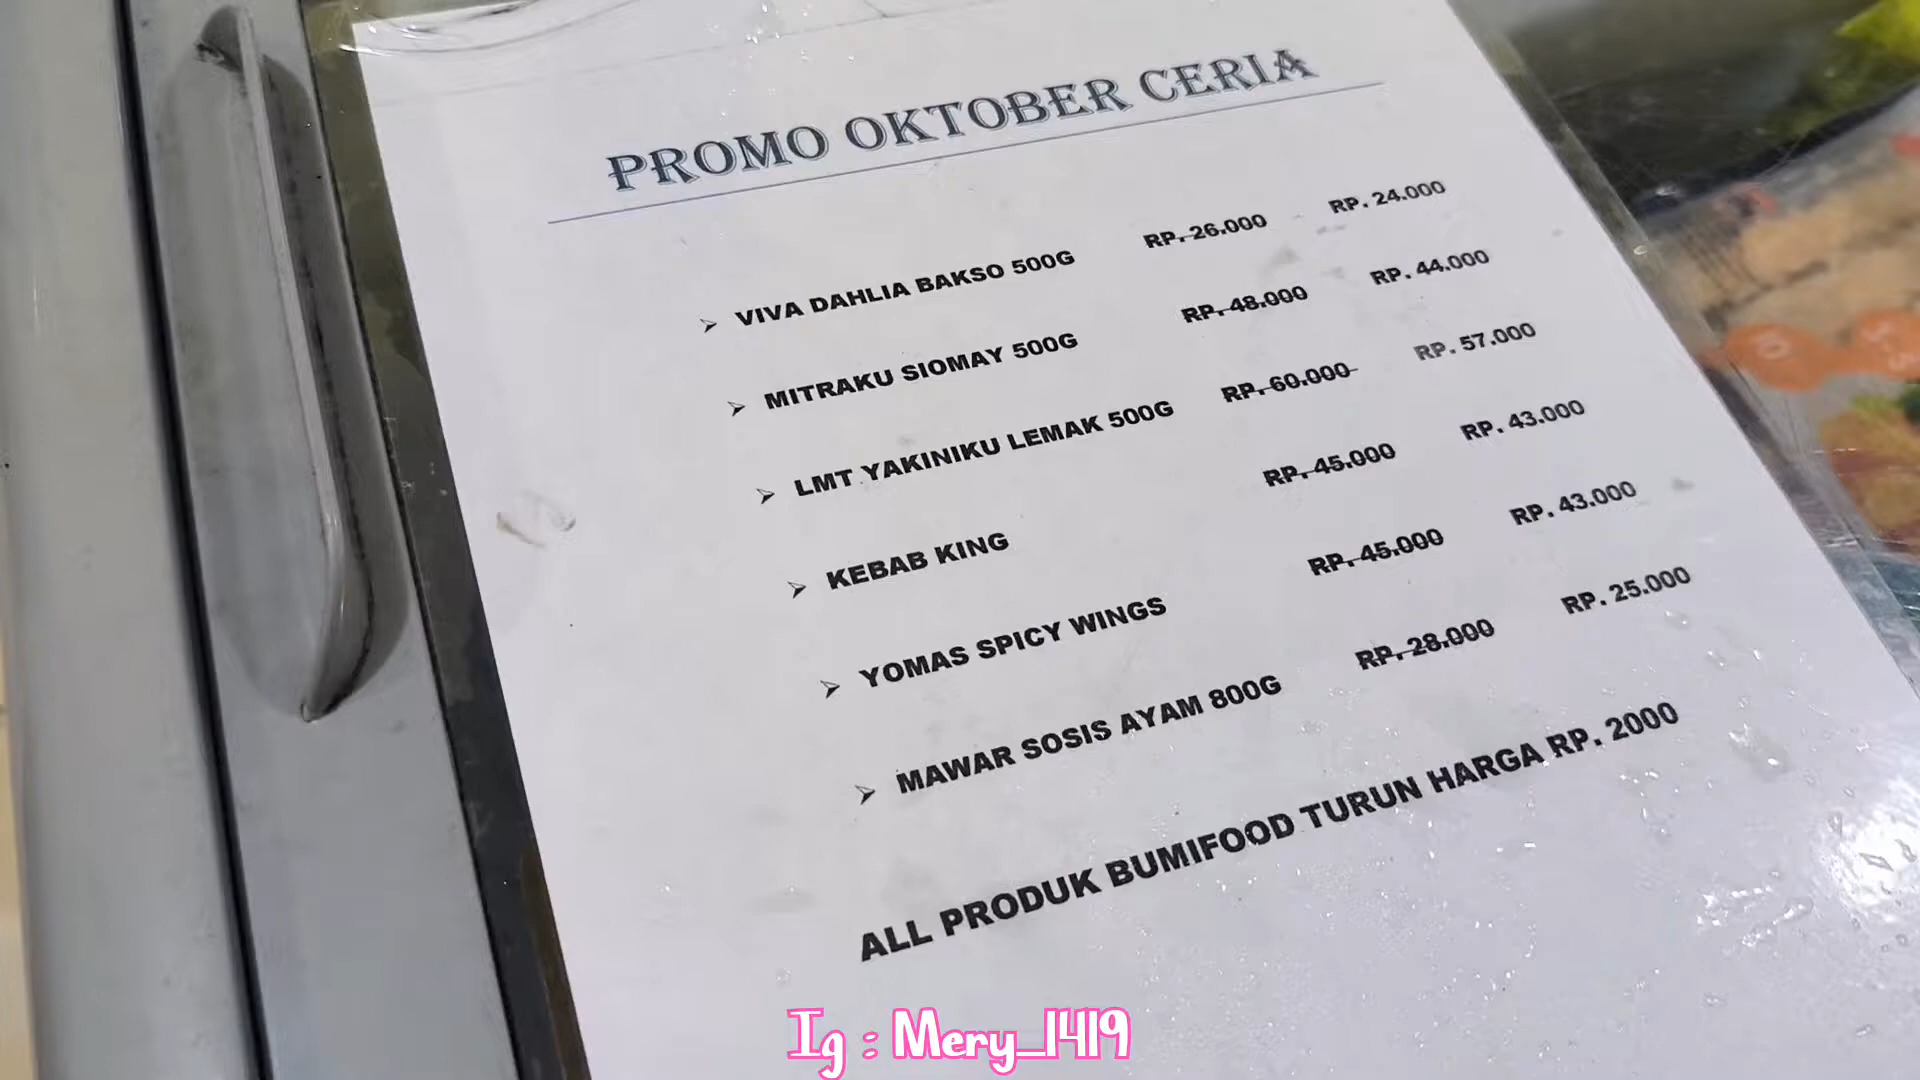 PROMO OKTOBER CERIA
VIVA DAHLIA BAKSO 500G RP. 26.000 RP. 24.000
MITRAKU SIOMAY 500G RP. 48.000 RP. 44.000
LMT YAKINIKU LEMAK 500G RP. 60.000 RP. 57.000
KEBAB KING RP. 45.000 RP. 43.000
YOMAS SPICY WINGS RP. 45.000 RP. 43.000
MAWAR SOSIS AYAM 800G RP. 28.000 RP. 25.000
ALL PRODUK BUMIFOOD TURUN HARGA RP. 2000
Ig : Mery_1419